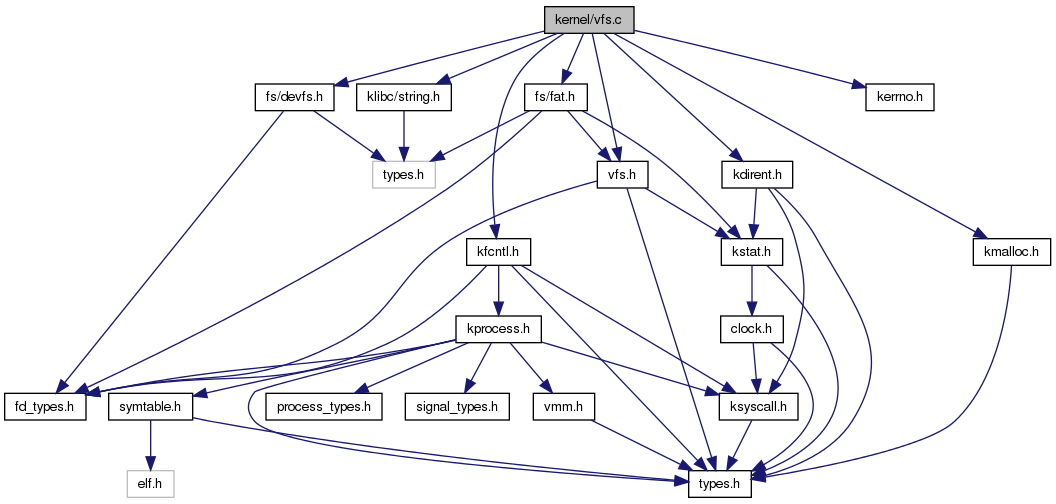 kernel/vfs.c
fs/devfs.h
klibc/string.h
fs/fat.h
kerrno.h
types.h
vfs.h
kdirent.h
kfcntl.h
kstat.h
kmalloc.h
kprocess.h
clock.h
fd_types.h
symtable.h
process_types.h
signal_types.h
vmm.h
ksyscall.h
elf.h
types.h